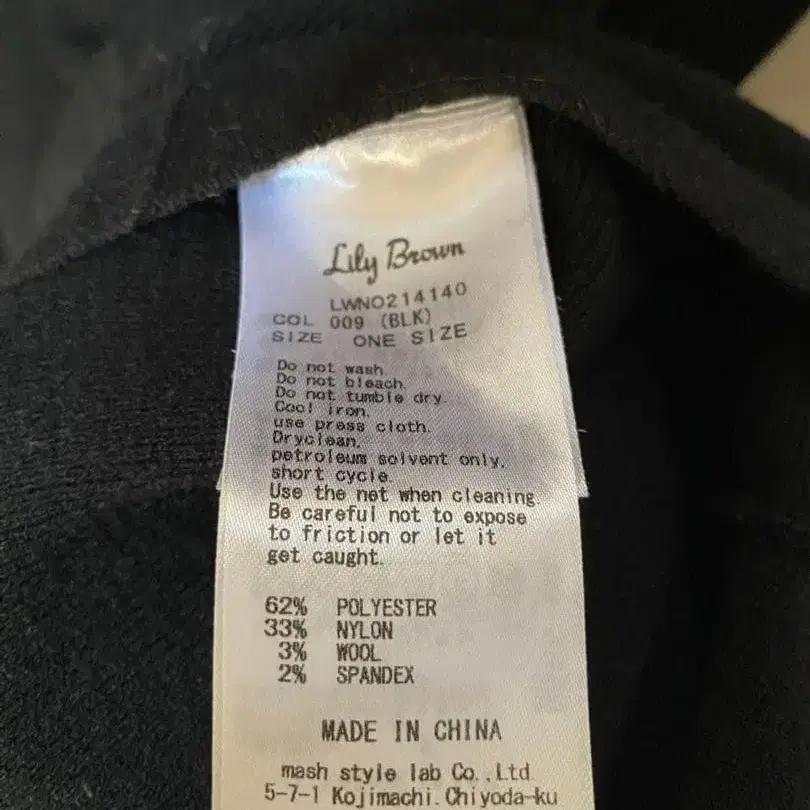 Lily Brown
LWNO214140
COL 009 (BLK)
SIZE ONE SIZE
Do not wash.
Do not bleach.
Do not tumble dry.
Cool iron.
use press cloth.
Dryclean.
petroleum solvent only.
short cycle.
Use the net when cleaning.
Be careful not to expose
to friction or let it
get caught.
62% POLYESTER
33% NYLON
3% WOOL
2% SPANDEX
MADE IN CHINA
mash style lab Co.,Ltd.
5-7-1 Kojimachi.Chiyoda-ku